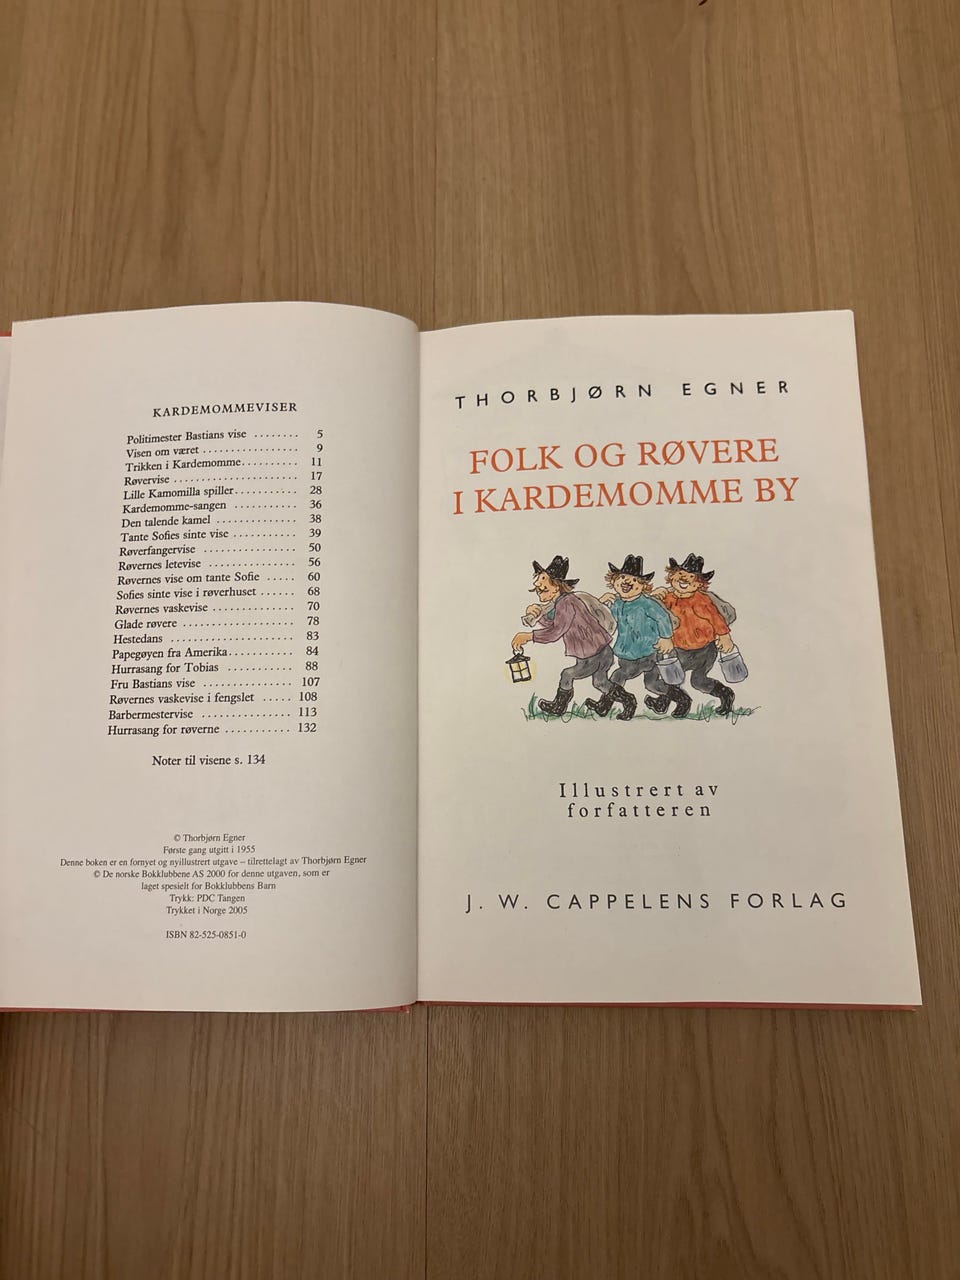 KARDEMOMMEVISER
Politimester Bastians vise ........ 5
Visen om været ................. 9
Trikken i Kardemomme.......... 11
Røvervise ...................... 17
Lille Kamomilla spiller........... 28
Kardemomme-sangen ........... 36
Den talende kamel .............. 38
Tante Sofies sinte vise ........... 39
Røverfangervise ................ 50
Røvernes letevise ............... 56
Røvernes vise om tante Sofie ..... 60
Sofies sinte vise i røverhuset ...... 68
Røvernes vaskevise .............. 70
Glade røvere ................... 78
Hestedans ..................... 83
Papegøyen fra Amerika........... 84
Hurrasang for Tobias ........... 88
Fru Bastians vise ............... 107
Røvernes vaskevise i fengslet ..... 108
Barbermestervise ............... 113
Hurrasang for røverne ........... 132
Noter til visene s. 134
© Thorbjørn Egner
Første gang utgitt i 1955
Denne boken er en fornyet og nyillustrert utgave – tilrettelagt av Thorbjørn Egner
© De norske Bokklubbene AS 2000 for denne utgaven, som er
laget spesielt for Bokklubbens Barn
Trykk: PDC Tangen
Trykket i Norge 2005
ISBN 82-525-0851-0
THORBJØRN EGNER
FOLK OG RØVERE
I KARDEMOMME BY
Illustrert av
forfatteren
J. W. CAPPELENS FORLAG